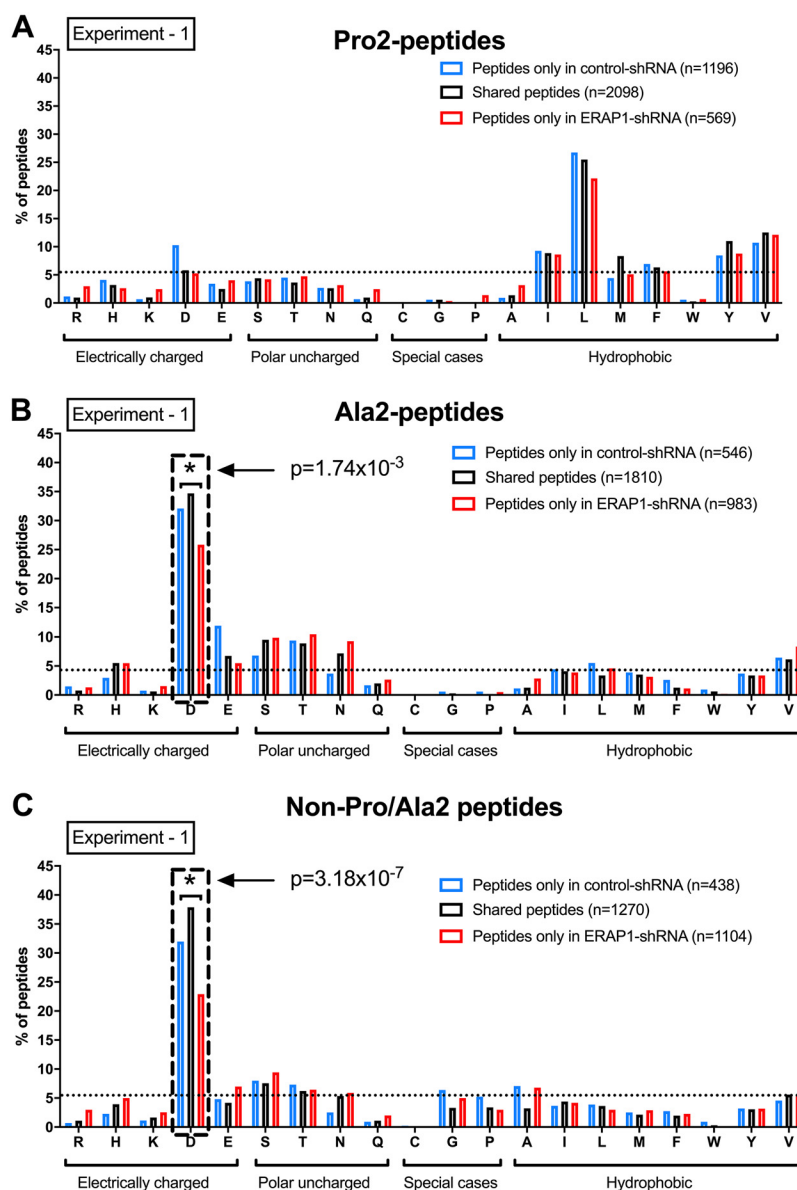 A
Experiment - 1
Pro2-peptides
Peptides only in control-shRNA (n=1196)
Shared peptides (n=2098)
Peptides only in ERAP1-shRNA (n=569)
% of peptides
45
40
35
30
25
20
15
10
5
0
R H K D E S T N Q C G P A I L M F W Y V
Electrically charged Polar uncharged Special cases Hydrophobic
B
Experiment - 1
Ala2-peptides
p=1.74x10-3
*
Peptides only in control-shRNA (n=546)
Shared peptides (n=1810)
Peptides only in ERAP1-shRNA (n=983)
% of peptides
45
40
35
30
25
20
15
10
5
0
R H K D E S T N Q C G P A I L M F W Y V
Electrically charged Polar uncharged Special cases Hydrophobic
C
Experiment - 1
Non-Pro/Ala2 peptides
p=3.18x10-7
*
Peptides only in control-shRNA (n=438)
Shared peptides (n=1270)
Peptides only in ERAP1-shRNA (n=1104)
% of peptides
45
40
35
30
25
20
15
10
5
0
R H K D E S T N Q C G P A I L M F W Y V
Electrically charged Polar uncharged Special cases Hydrophobic